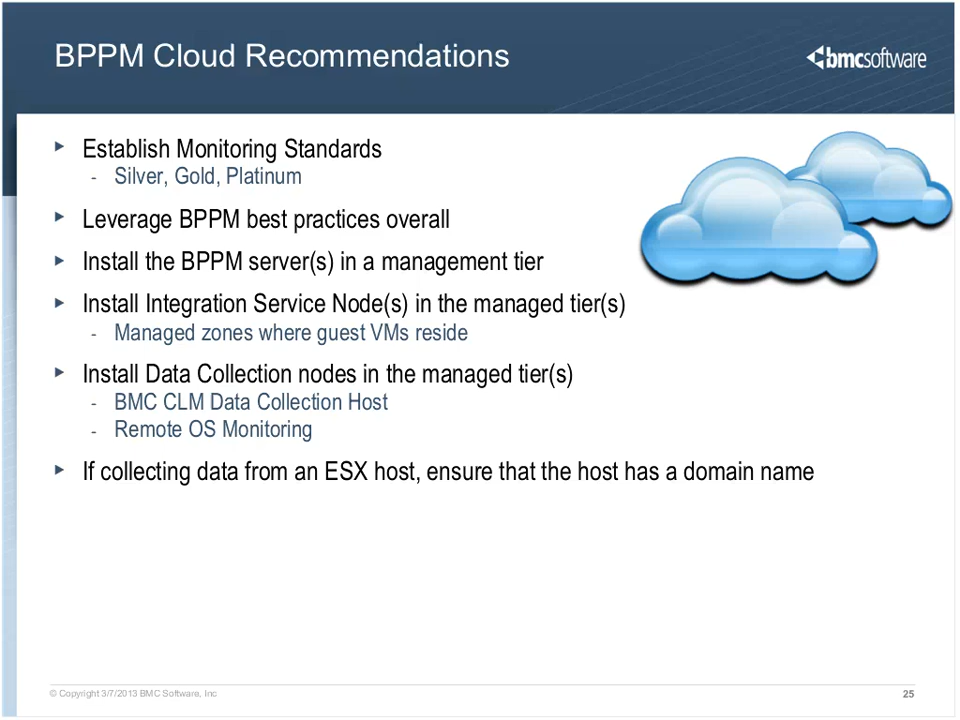 BPPM Cloud Recommendations
bmcsoftware
Establish Monitoring Standards
- Silver, Gold, Platinum
Leverage BPPM best practices overall
Install the BPPM server(s) in a management tier
Install Integration Service Node(s) in the managed tier(s)
- Managed zones where guest VMs reside
Install Data Collection nodes in the managed tier(s)
- BMC CLM Data Collection Host
- Remote OS Monitoring
If collecting data from an ESX host, ensure that the host has a domain name
© Copyright 3/7/2013 BMC Software, Inc
25